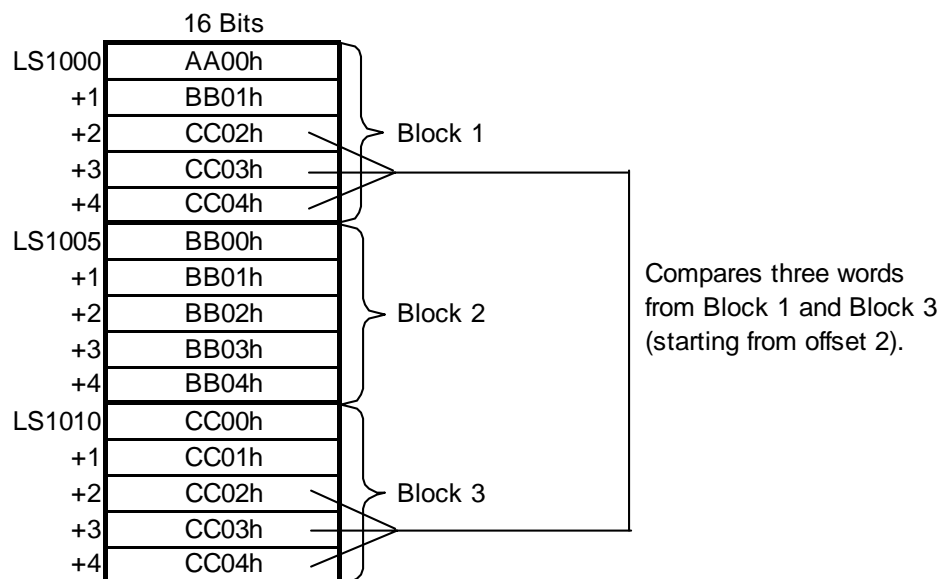 16 Bits
LS1000 AA00h
+1 BB01h
+2 CC02h Block 1
+3 CC03h
+4 CC04h
LS1005 BB00h
+1 BB01h
+2 BB02h Block 2
+3 BB03h
+4 BB04h
Compares three words
from Block 1 and Block 3
(starting from offset 2).
LS1010 CC00h
+1 CC01h
+2 CC02h Block 3
+3 CC03h
+4 CC04h